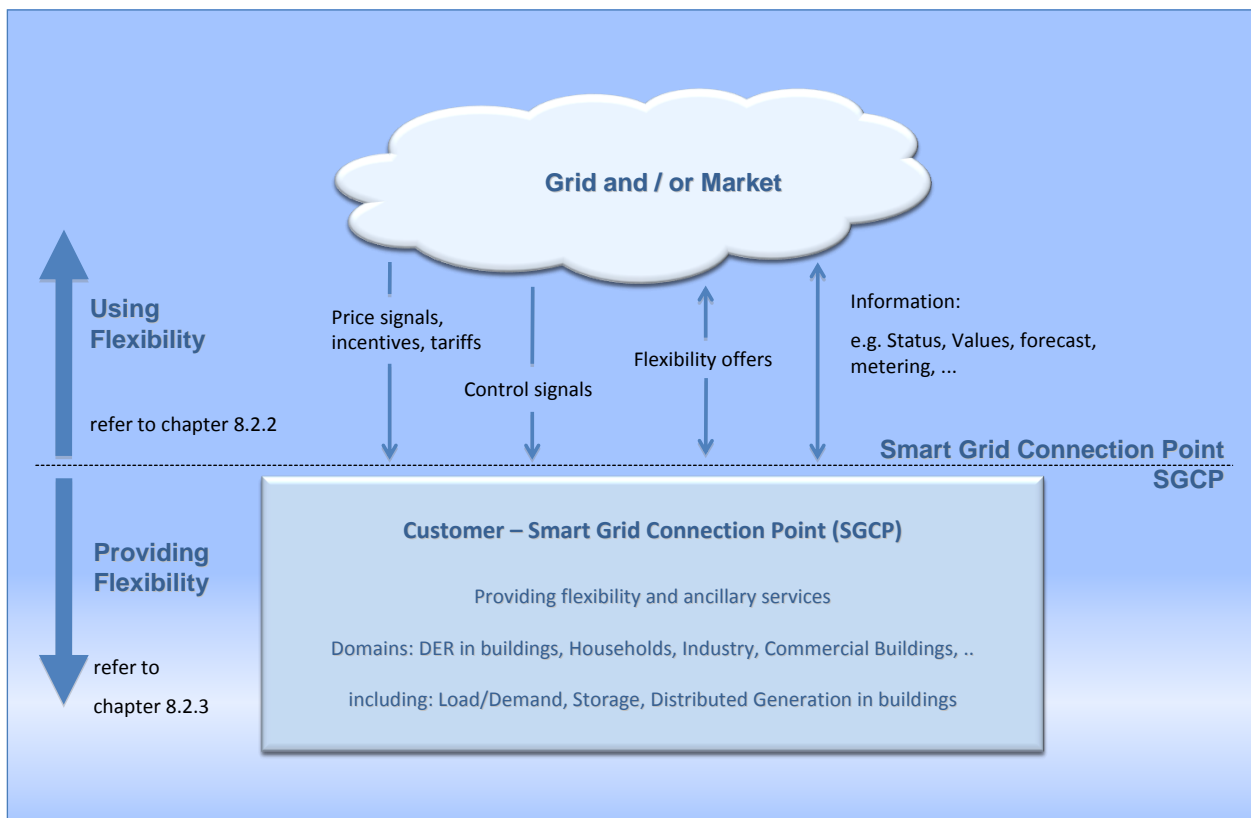 Grid and / or Market
Using
Flexibility
refer to chapter 8.2.2
Price signals,
incentives, tariffs
Control signals
Flexibility offers
Information:
e.g. Status, Values, forecast,
metering, ...
Smart Grid Connection Point
SGCP
Providing
Flexibility
refer to
chapter 8.2.3
Customer – Smart Grid Connection Point (SGCP)
Providing flexibility and ancillary services
Domains: DER in buildings, Households, Industry, Commercial Buildings, ..
including: Load/Demand, Storage, Distributed Generation in buildings